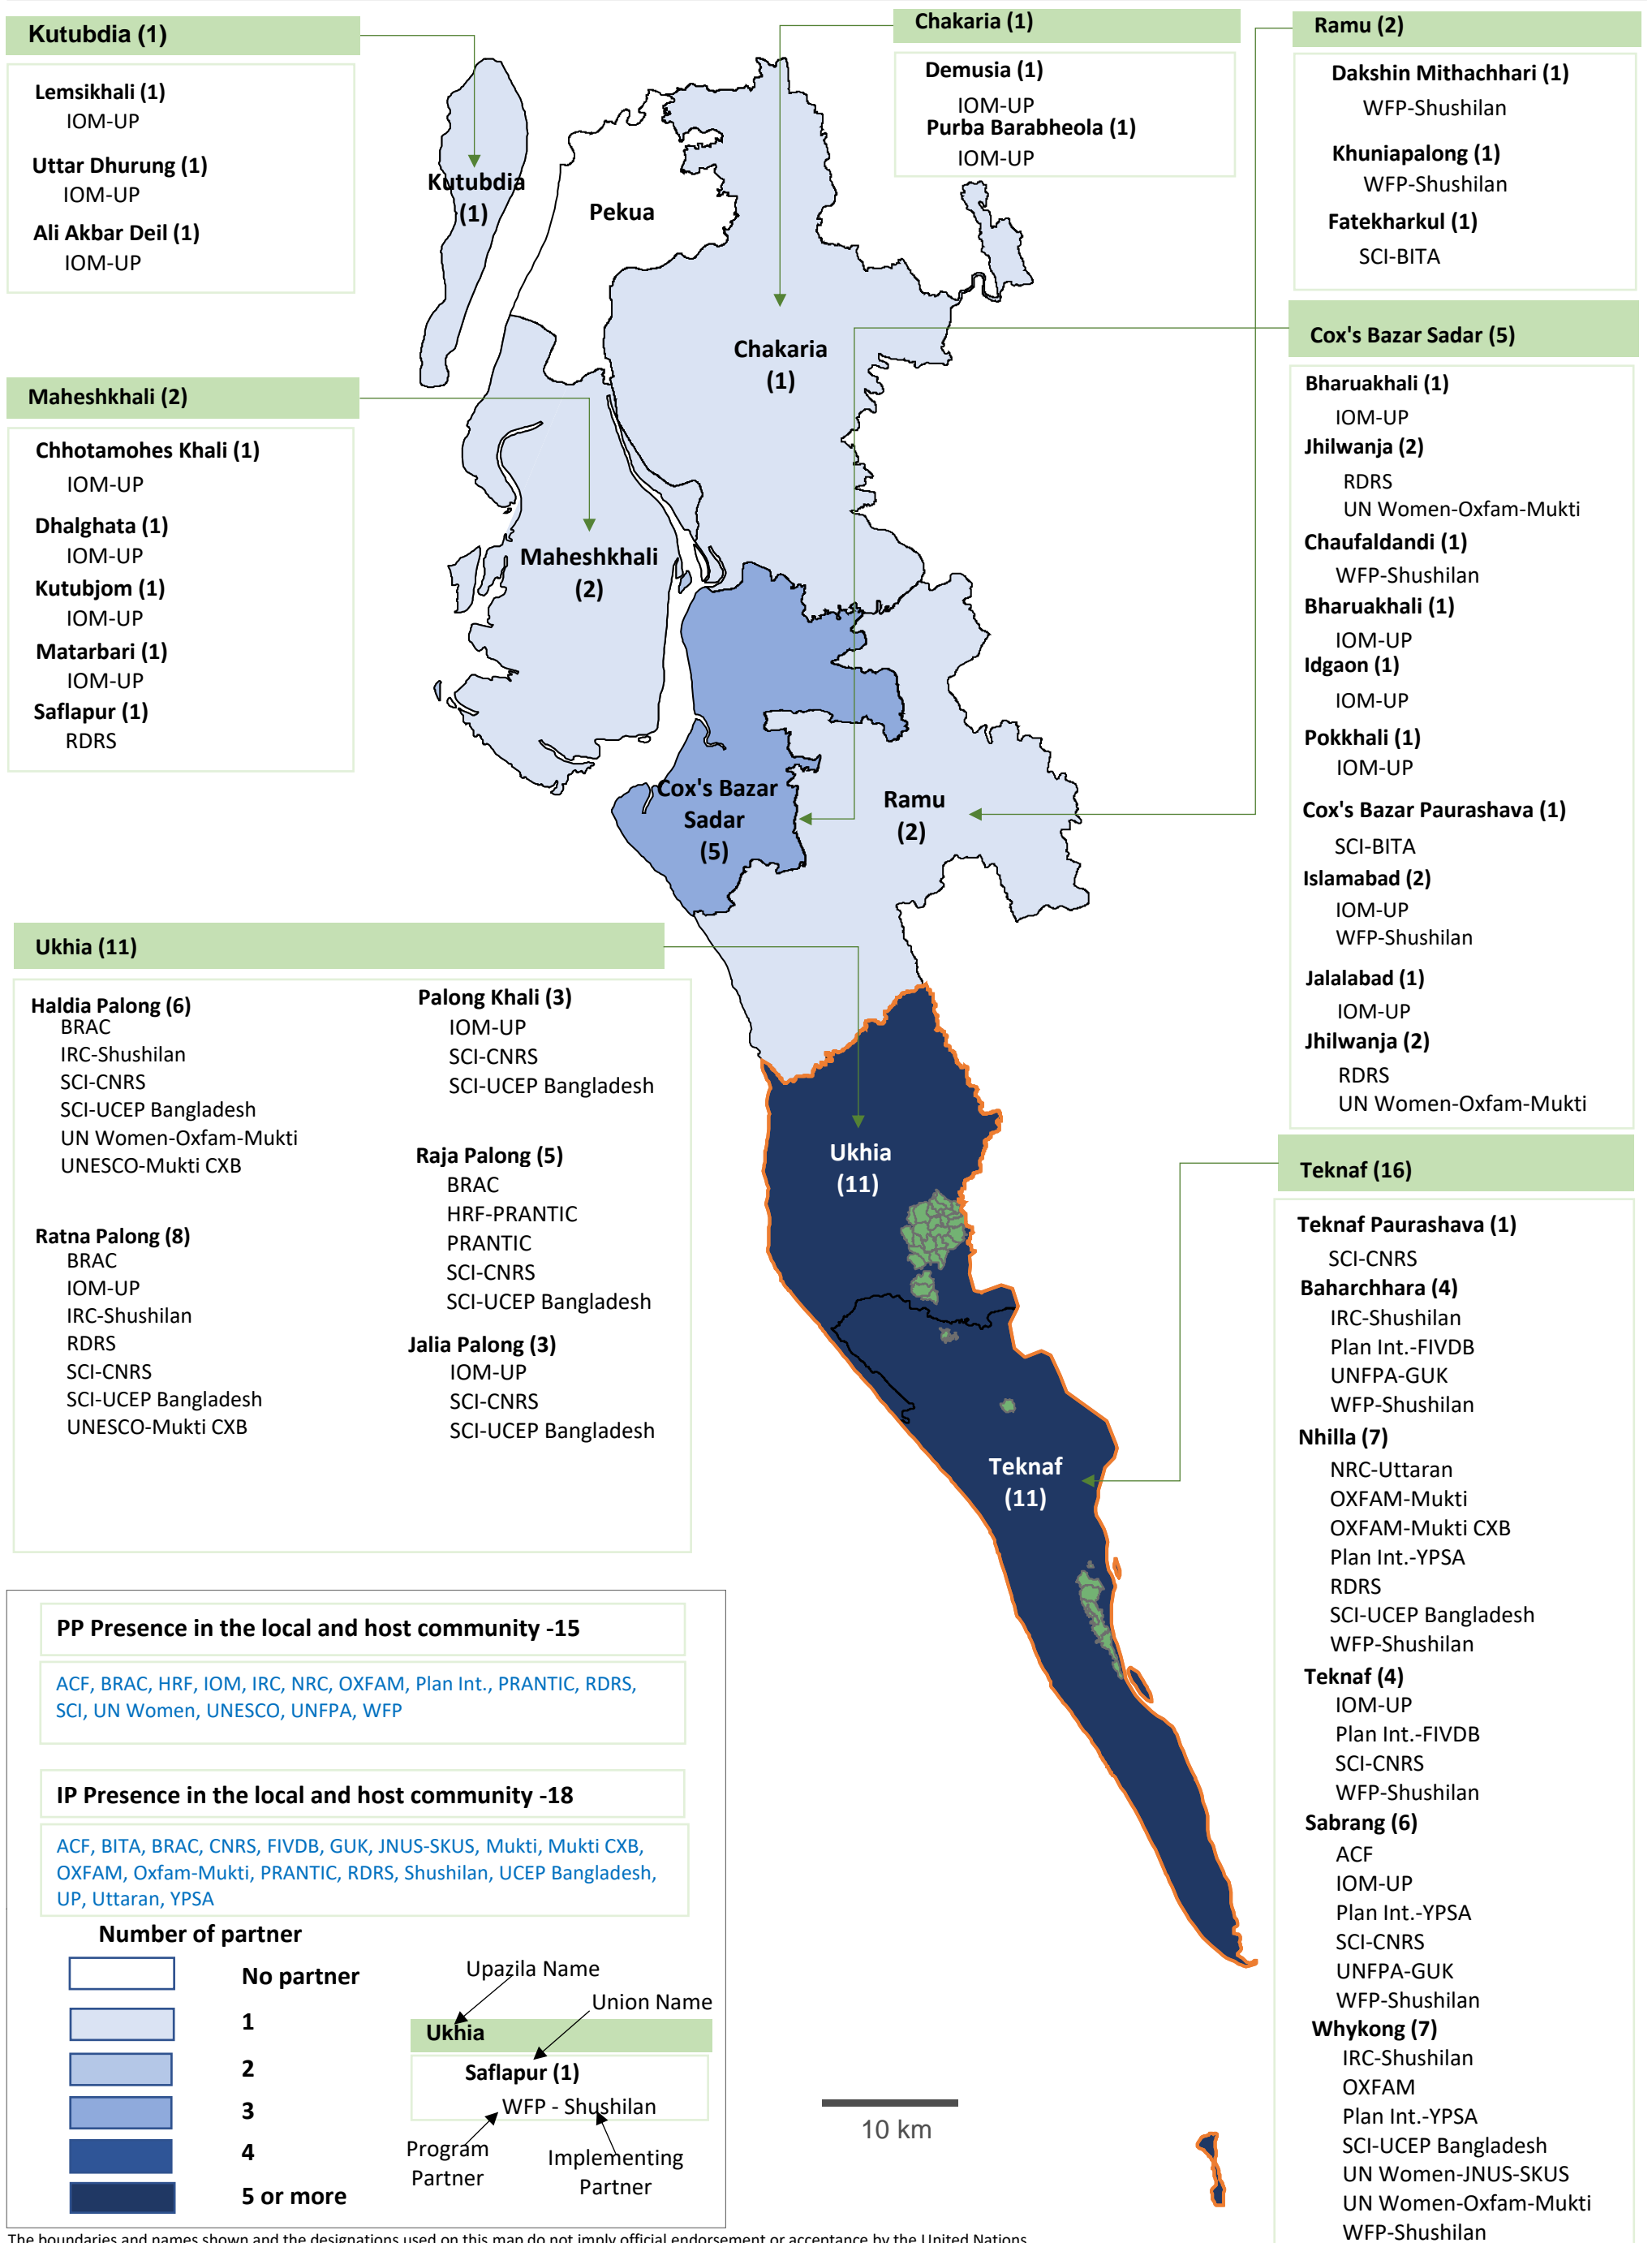 Kutubdia (1)
Lemsikhali (1)
IOM-UP
Uttar Dhurung (1)
IOM-UP
Ali Akbar Deil (1)
IOM-UP
Chakaria (1)
Demusia (1)
IOM-UP
Purba Barabheola (1)
IOM-UP
Ramu (2)
Dakshin Mithachhari (1)
WFP-Shushilan
Khuniapalong (1)
WFP-Shushilan
Fatekharkul (1)
SCI-BITA
Kutubdia
(1)
Pekua
Chakaria
(1)
Maheshkhali
(2)
Cox's Bazar
Sadar
(5)
Ramu
(2)
Ukhia
(11)
Teknaf
(11)
Maheshkhali (2)
Chhotamohes Khali (1)
IOM-UP
Dhalghata (1)
IOM-UP
Kutubjom (1)
IOM-UP
Matarbari (1)
IOM-UP
Saflapur (1)
RDRS
Cox's Bazar Sadar (5)
Bharuakhali (1)
IOM-UP
Jhilwanja (2)
RDRS
UN Women-Oxfam-Mukti
Chaufaldandi (1)
WFP-Shushilan
Bharuakhali (1)
IOM-UP
Idgaon (1)
IOM-UP
Pokkhali (1)
IOM-UP
Cox's Bazar Paurashava (1)
SCI-BITA
Islamabad (2)
IOM-UP
WFP-Shushilan
Jalalabad (1)
IOM-UP
Jhilwanja (2)
RDRS
UN Women-Oxfam-Mukti
Ukhia (11)
Haldia Palong (6)
BRAC
IRC-Shushilan
SCI-CNRS
SCI-UCEP Bangladesh
UN Women-Oxfam-Mukti
UNESCO-Mukti CXB
Ratna Palong (8)
BRAC
IOM-UP
IRC-Shushilan
RDRS
SCI-CNRS
SCI-UCEP Bangladesh
UNESCO-Mukti CXB
Palong Khali (3)
IOM-UP
SCI-CNRS
SCI-UCEP Bangladesh
Raja Palong (5)
BRAC
HRF-PRANTIC
PRANTIC
SCI-CNRS
SCI-UCEP Bangladesh
Jalia Palong (3)
IOM-UP
SCI-CNRS
SCI-UCEP Bangladesh
Teknaf (16)
Teknaf Paurashava (1)
SCI-CNRS
Baharchhara (4)
IRC-Shushilan
Plan Int.-FIVDB
UNFPA-GUK
WFP-Shushilan
Nhilla (7)
NRC-Uttaran
OXFAM-Mukti
OXFAM-Mukti CXB
Plan Int.-YPSA
RDRS
SCI-UCEP Bangladesh
WFP-Shushilan
Teknaf (4)
IOM-UP
Plan Int.-FIVDB
SCI-CNRS
WFP-Shushilan
Sabrang (6)
ACF
IOM-UP
Plan Int.-YPSA
SCI-CNRS
UNFPA-GUK
WFP-Shushilan
Whykong (7)
IRC-Shushilan
OXFAM
Plan Int.-YPSA
SCI-UCEP Bangladesh
UN Women-JNUS-SKUS
UN Women-Oxfam-Mukti
WFP-Shushilan
PP Presence in the local and host community -15
ACF, BRAC, HRF, IOM, IRC, NRC, OXFAM, Plan Int., PRANTIC, RDRS,
SCI, UN Women, UNESCO, UNFPA, WFP
IP Presence in the local and host community -18
ACF, BITA, BRAC, CNRS, FIVDB, GUK, JNUS-SKUS, Mukti, Mukti CXB,
OXFAM, Oxfam-Mukti, PRANTIC, RDRS, Shushilan, UCEP Bangladesh,
UP, Uttaran, YPSA
Number of partner
No partner
1
2
3
4
5 or more
Upazila Name
Union Name
Ukhia
Saflapur (1)
WFP - Shushilan
Program
Partner
Implementing
Partner
10 km
The boundaries and names shown and the designations used on this map do not imply official endorsement or acceptance by the United Nations